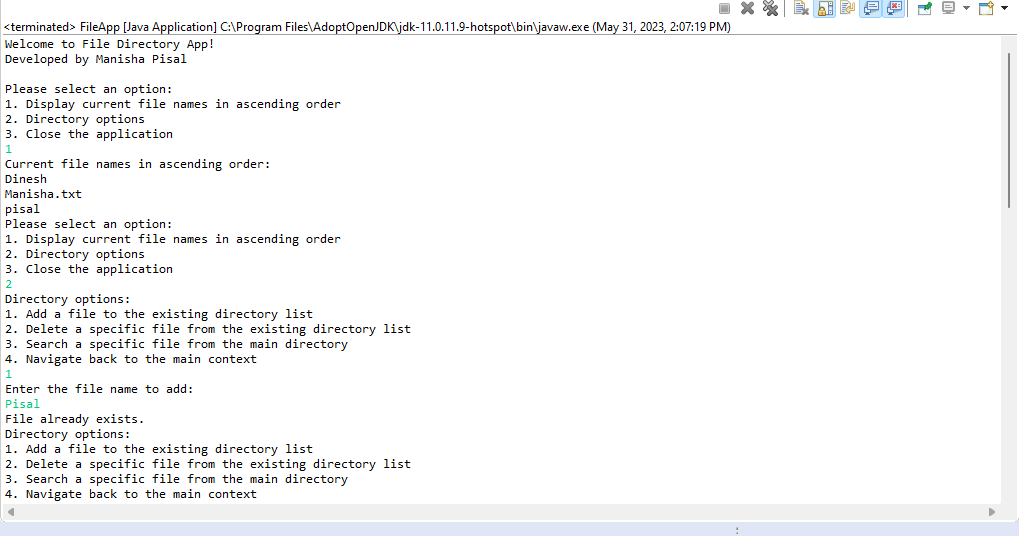 <terminated> FileApp [Java Application] C:\Program Files\AdoptOpenJDK\jdk-11.0.11.9-hotspot\bin\javaw.exe (May 31, 2023, 2:07:19 PM)
Welcome to File Directory App!
Developed by Manisha Pisal

Please select an option:
1. Display current file names in ascending order
2. Directory options
3. Close the application
1
Current file names in ascending order:
Dinesh
Manisha.txt
pisal
Please select an option:
1. Display current file names in ascending order
2. Directory options
3. Close the application
2
Directory options:
1. Add a file to the existing directory list
2. Delete a specific file from the existing directory list
3. Search a specific file from the main directory
4. Navigate back to the main context
1
Enter the file name to add:
Pisal
File already exists.
Directory options:
1. Add a file to the existing directory list
2. Delete a specific file from the existing directory list
3. Search a specific file from the main directory
4. Navigate back to the main context